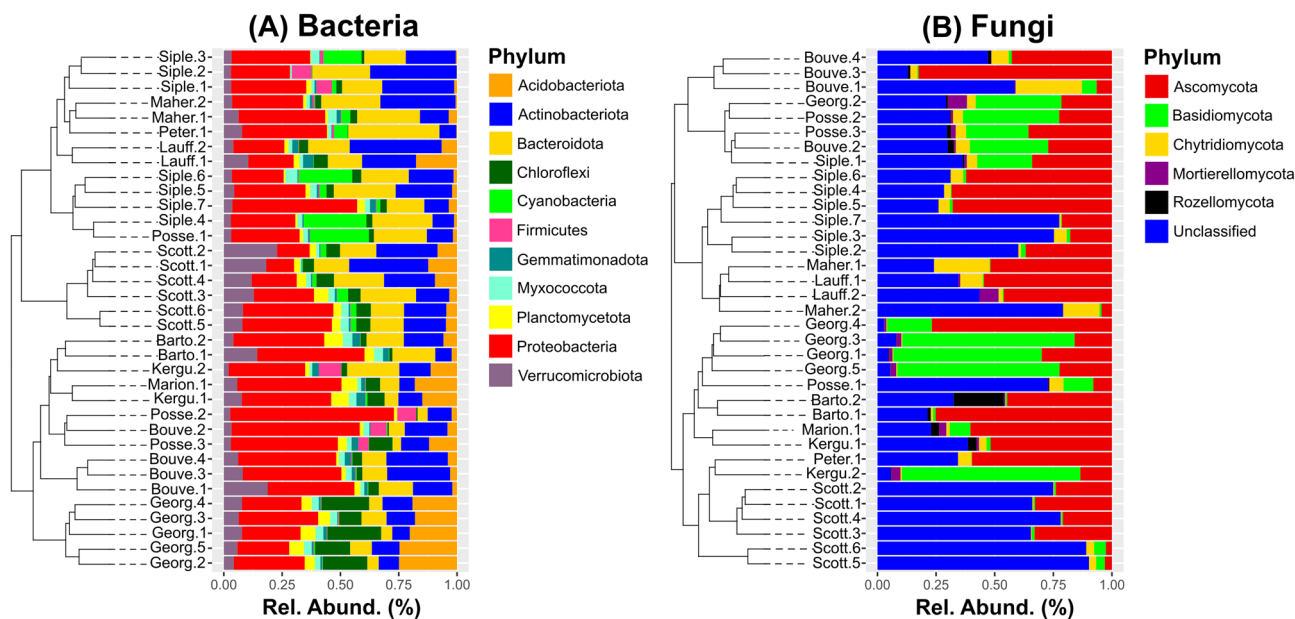 (A) Bacteria
Siple.3
Siple.2
Siple.1
Maher.2
Maher.1
Peter.1
Lauff.2
Lauff.1
Siple.6
Siple.5
Siple.7
Siple.4
Posse.1
Scott.2
Scott.1
Scott.4
Scott.3
Scott.6
Scott.5
Barto.2
Barto.1
Kergu.2
Marion.1
Kergu.1
Posse.2
Bouve.2
Posse.3
Bouve.4
Bouve.3
Bouve.1
Georg.4
Georg.3
Georg.1
Georg.5
Georg.2
0.00 0.25 0.50 0.75 1.00
Rel. Abund. (%)
Phylum
Acidobacteriota
Actinobacteriota
Bacteroidota
Chloroflexi
Cyanobacteria
Firmicutes
Gemmatimonadota
Myxococcota
Planctomycetota
Proteobacteria
Verrucomicrobiota
(B) Fungi
Bouve.4
Bouve.3
Bouve.1
Georg.2
Posse.2
Posse.3
Bouve.2
Siple.1
Siple.6
Siple.4
Siple.5
Siple.7
Siple.3
Siple.2
Maher.1
Lauff.1
Lauff.2
Maher.2
Georg.4
Georg.3
Georg.1
Georg.5
Posse.1
Barto.2
Barto.1
Marion.1
Kergu.1
Peter.1
Kergu.2
Scott.2
Scott.1
Scott.4
Scott.3
Scott.6
Scott.5
0.00 0.25 0.50 0.75 1.00
Rel. Abund. (%)
Phylum
Ascomycota
Basidiomycota
Chytridiomycota
Mortierellomycota
Rozellomycota
Unclassified